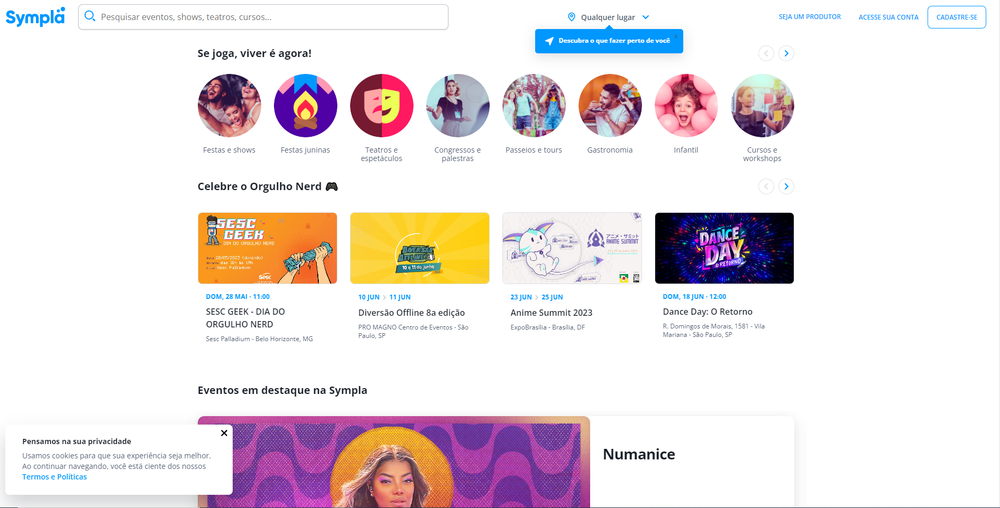 Sympla
Pesquisar eventos, shows, teatros, cursos...
Qualquer lugar
SEJA UM PRODUTOR
ACESSE SUA CONTA
CADASTRE-SE
Descubra o que fazer perto de você
Se joga, viver é agora!
Festas e shows
Festas juninas
Teatros e
espetáculos
Congressos e
palestras
Passeios e tours
Gastronomia
Infantil
Cursos e
workshops
Celebre o Orgulho Nerd
SESC
GEEK
DIA DO ORGULHO NERD
Data: 28/05/2023 (domingo)
Horário: das 11h às 19h
Local: Sesc Palladium
Sesc
DIVERSÃO
OFFLINE!
10 e 11 de junho
アニメ・サミット
ANIME SUMMIT
ANIME SUMMIT
DANCE
DAY
O RETORNO
DOM, 28 MAI · 11:00
SESC GEEK - DIA DO
ORGULHO NERD
Sesc Palladium - Belo Horizonte, MG
10 JUN > 11 JUN
Diversão Offline 8a edição
PRO MAGNO Centro de Eventos - São
Paulo, SP
23 JUN > 25 JUN
Anime Summit 2023
ExpoBrasília - Brasília, DF
DOM, 18 JUN · 12:00
Dance Day: O Retorno
R. Domingos de Morais, 1581 - Vila
Mariana - São Paulo, SP
Eventos em destaque na Sympla
Numanice
Pensamos na sua privacidade
Usamos cookies para que sua experiência seja melhor.
Ao continuar navegando, você está ciente dos nossos
Termos e Políticas